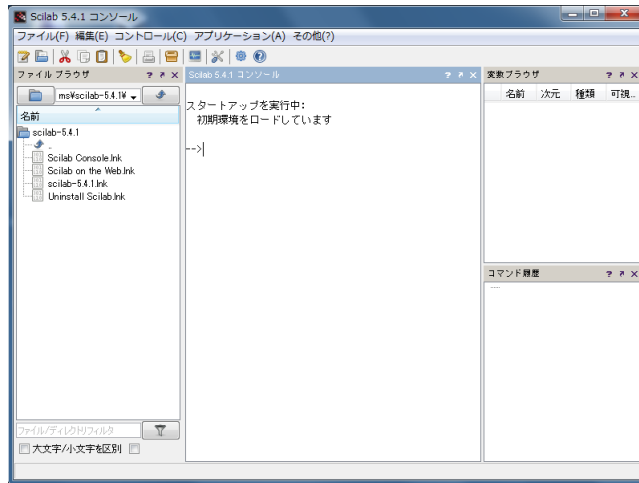 Scilab 5.4.1 コンソール
ファイル(F) 編集(E) コントロール(C) アプリケーション(A) その他(?)
ファイル ブラウザ ? ↗ ×
ms¥scilab-5.4.1¥
名前
scilab-5.4.1
..
Scilab Console.lnk
Scilab on the Web.lnk
scilab-5.4.1.lnk
Uninstall Scilab.lnk
ファイル/ディレクトリフィルタ
大文字/小文字を区別
Scilab 5.4.1 コンソール ? ↗ ×
スタートアップを実行中:
初期環境をロードしています
-->
変数ブラウザ ? ↗ ×
名前 次元 種類 可視...
コマンド履歴 ? ↗ ×